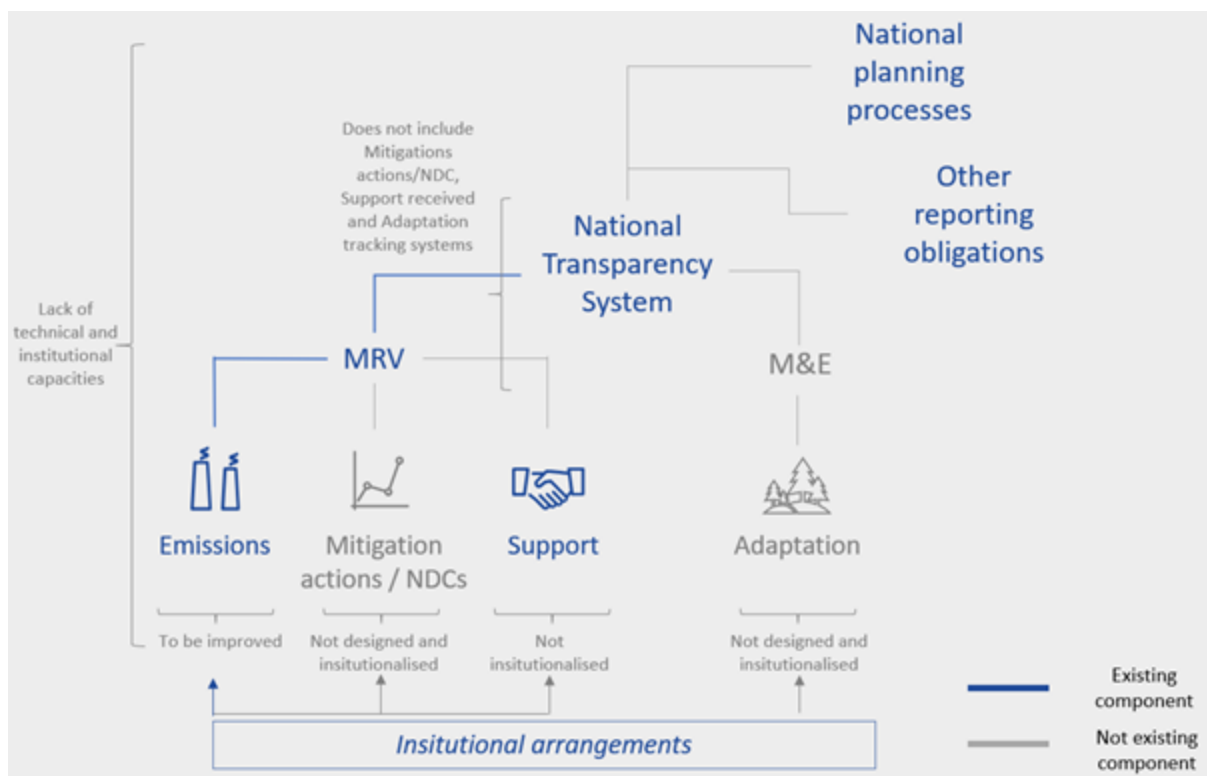 National
planning
processes
Does not include
Mitigations
actions/NDC,
Support received
and Adaptation
tracking systems
Other
reporting
obligations
National
Transparency
System
Lack of
technical and
institutional
capacities
MRV
M&E
Emissions
Mitigation
actions / NDCs
Support
Adaptation
To be improved
Not designed and
insitutionalised
Not
insitutionalised
Not designed and
insitutionalised
Existing
component
Insitutional arrangements
Not existing
component